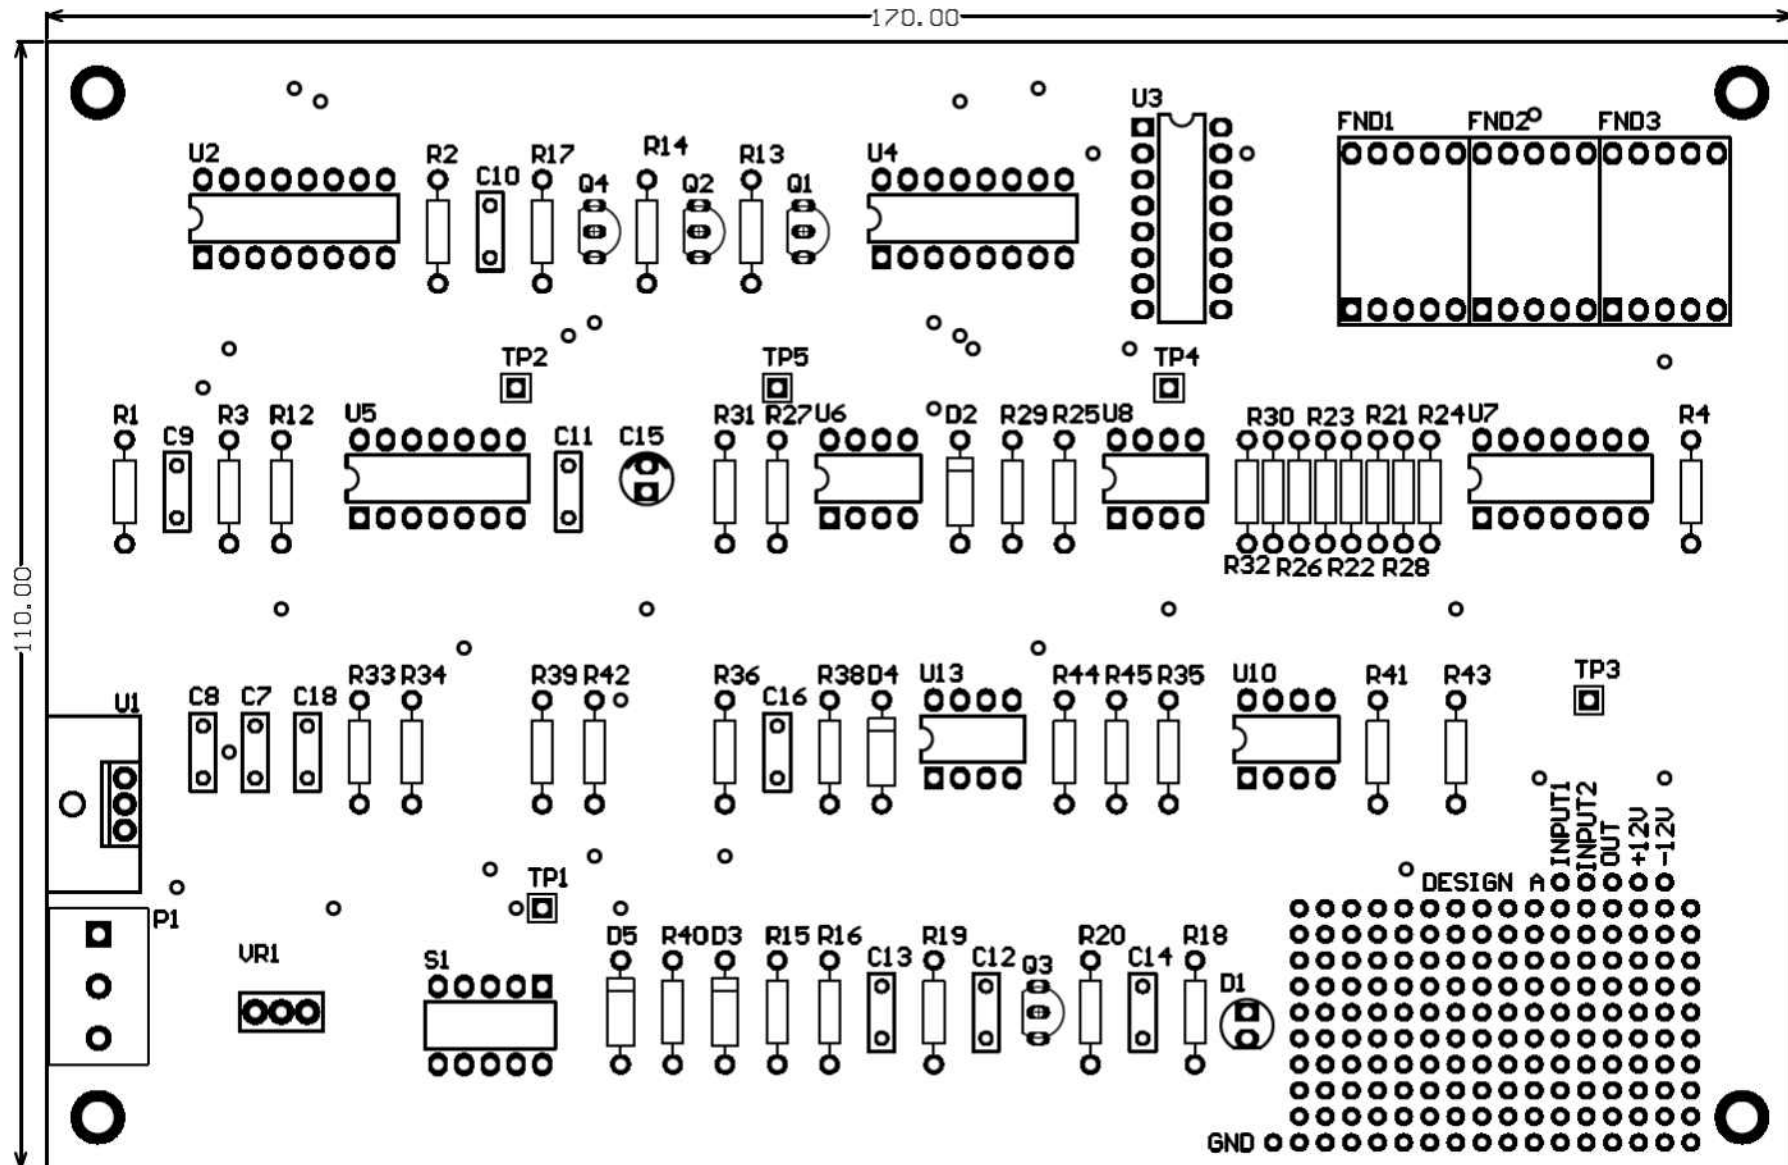 170.00
110.00
U3
FND1 FND2 FND3
U2 R2 C10 R17 Q4 R14 Q2 R13 Q1 U4
TP2 TP5 TP4
R1 C9 R3 R12 U5 C11 C15 R31 R27 U6 D2 R29 R25 U8 R30 R23 R21 R24 U7 R4
R32 R26 R22 R28
U1 C8 C7 C18 R33 R34 R39 R42 R36 C16 R38 D4 U13 R44 R45 R35 U10 R41 R43 TP3
INPUT1
INPUT2
OUT
+12V
-12V
DESIGN A
TP1
P1 VR1 S1 D5 R40 D3 R15 R16 C13 R19 C12 Q3 R20 C14 R18 D1
GND